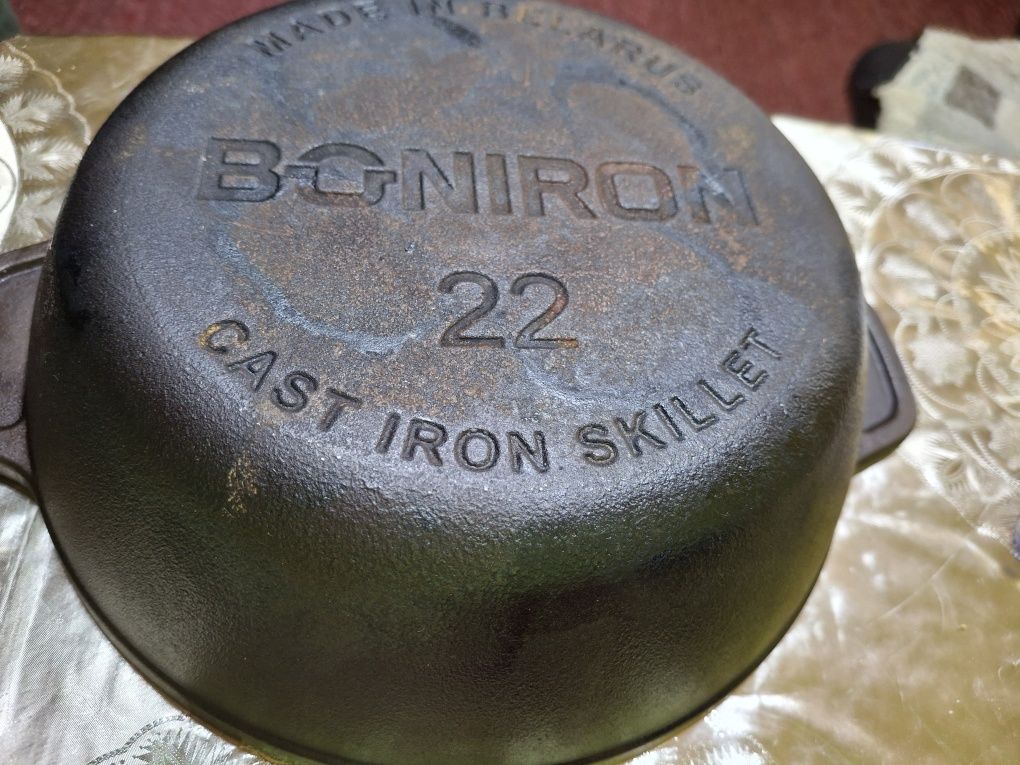 MADE IN BELARUS
BONIRON
22
CAST IRON SKILLET